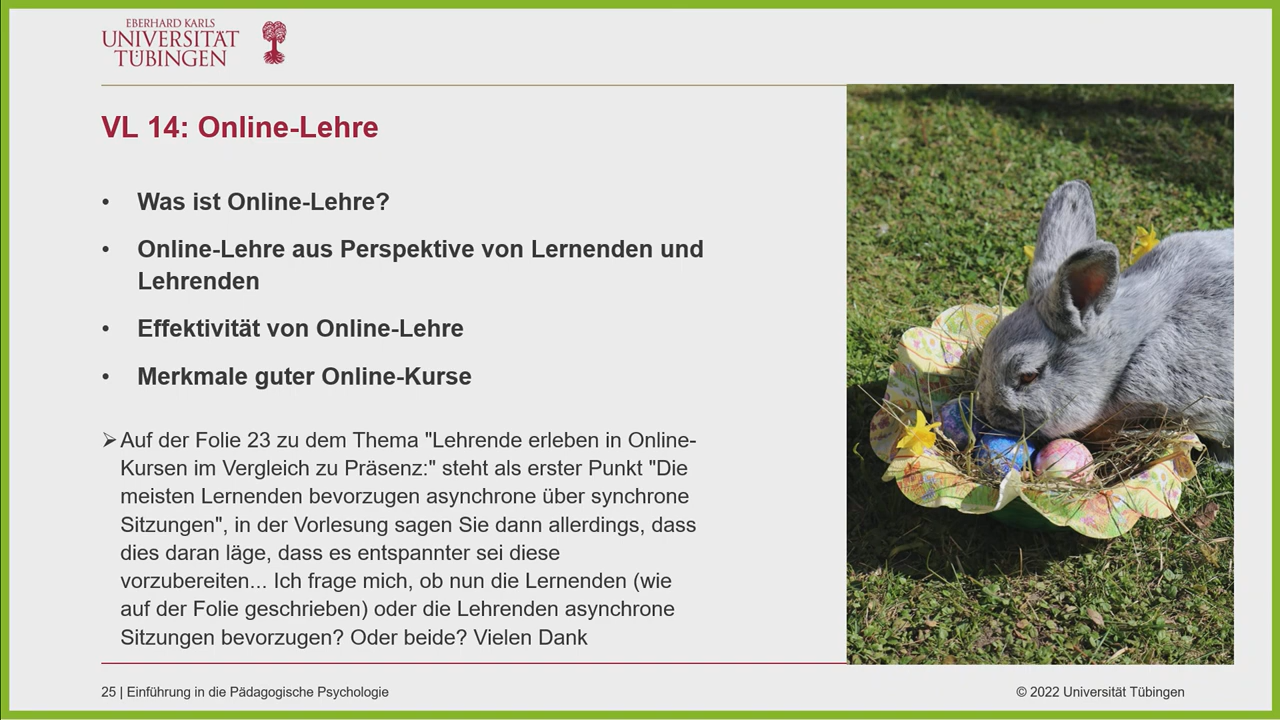 EBERHARD KARLS
UNIVERSITÄT
TÜBINGEN
VL 14: Online-Lehre
• Was ist Online-Lehre?
• Online-Lehre aus Perspektive von Lernenden und
Lehrenden
• Effektivität von Online-Lehre
• Merkmale guter Online-Kurse
➢Auf der Folie 23 zu dem Thema "Lehrende erleben in Online-
Kursen im Vergleich zu Präsenz:" steht als erster Punkt "Die
meisten Lernenden bevorzugen asynchrone über synchrone
Sitzungen", in der Vorlesung sagen Sie dann allerdings, dass
dies daran läge, dass es entspannter sei diese
vorzubereiten... Ich frage mich, ob nun die Lernenden (wie
auf der Folie geschrieben) oder die Lehrenden asynchrone
Sitzungen bevorzugen? Oder beide? Vielen Dank
25 | Einführung in die Pädagogische Psychologie
© 2022 Universität Tübingen